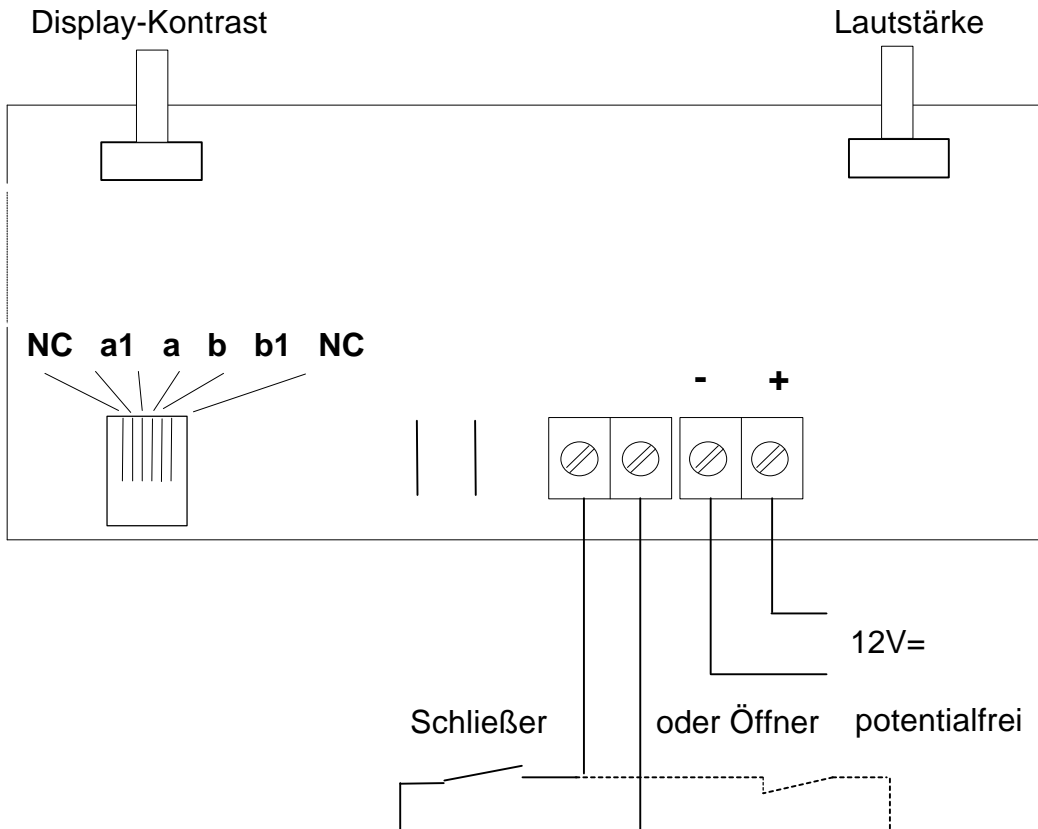 Display-Kontrast Lautstärke
NC a1 a b b1 NC
- +
12V=
Schließer oder Öffner potentialfrei